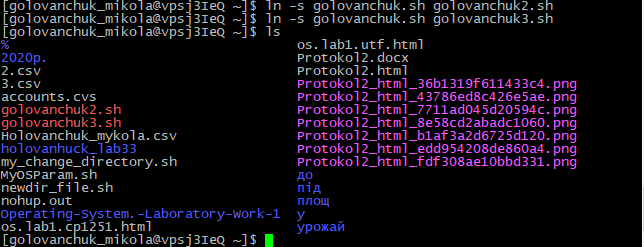 [golovanchuk_mikola@vpsj3IeQ ~]$ ln -s golovanchuk.sh golovanchuk2.sh
[golovanchuk_mikola@vpsj3IeQ ~]$ ln -s golovanchuk.sh golovanchuk3.sh
[golovanchuk_mikola@vpsj3IeQ ~]$ ls
% os.lab1.utf.html
2020р. Protokol2.docx
2.csv Protokol2.html
3.csv Protokol2_html_36b1319f611433c4.png
accounts.cvs Protokol2_html_43786ed8c426e5ae.png
golovanchuk2.sh Protokol2_html_7711ad045d20594c.png
golovanchuk3.sh Protokol2_html_8e58cd2abadc1060.png
Holovanchuk_mykola.csv Protokol2_html_b1af3a2d6725d120.png
holovanhuck_lab33 Protokol2_html_edd954208de860a4.png
my_change_directory.sh Protokol2_html_fdf308ae10bbd331.png
MyOSParam.sh до
newdir_file.sh під
nohup.out площ
Operating-System.-Laboratory-Work-1 у
os.lab1.cp1251.html урожай
[golovanchuk_mikola@vpsj3IeQ ~]$